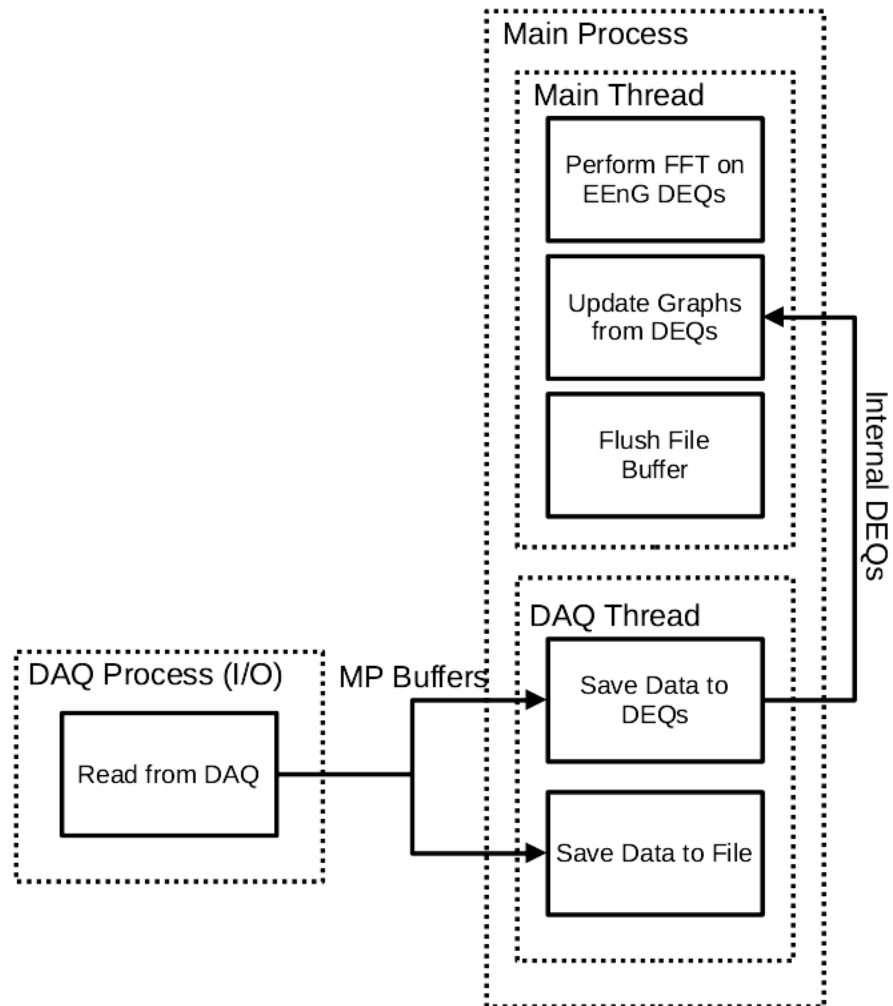 Main Process
Main Thread
Perform FFT on
EEnG DEQs
Update Graphs
from DEQs
Flush File
Buffer
Internal DEQs
DAQ Thread
DAQ Process (I/O)
MP Buffers
Save Data to
DEQs
Read from DAQ
Save Data to File